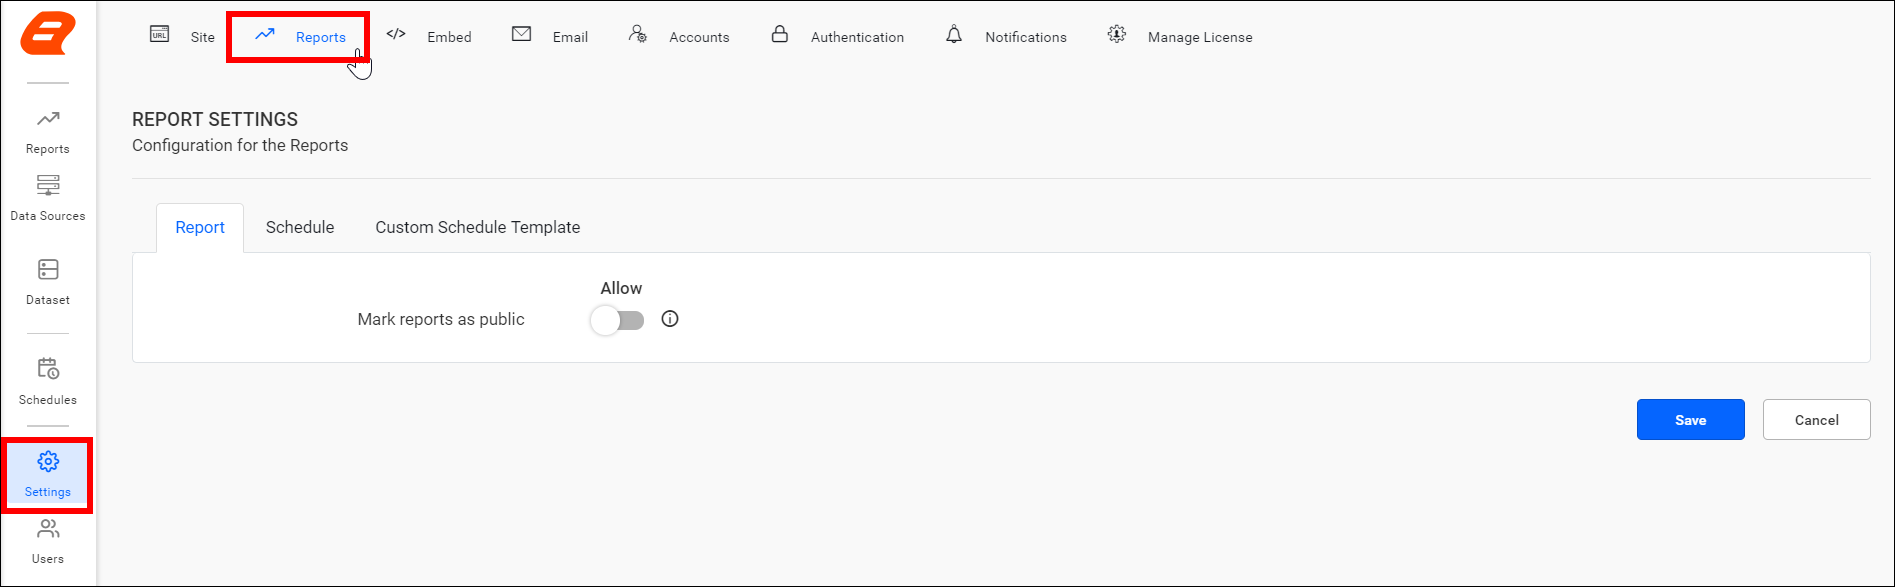 URL Site Reports </> Embed Email Accounts Authentication Notifications Manage License
Reports
Data Sources
Dataset
Schedules
Settings
Users
REPORT SETTINGS
Configuration for the Reports
Report Schedule Custom Schedule Template
Allow
Mark reports as public
Save Cancel